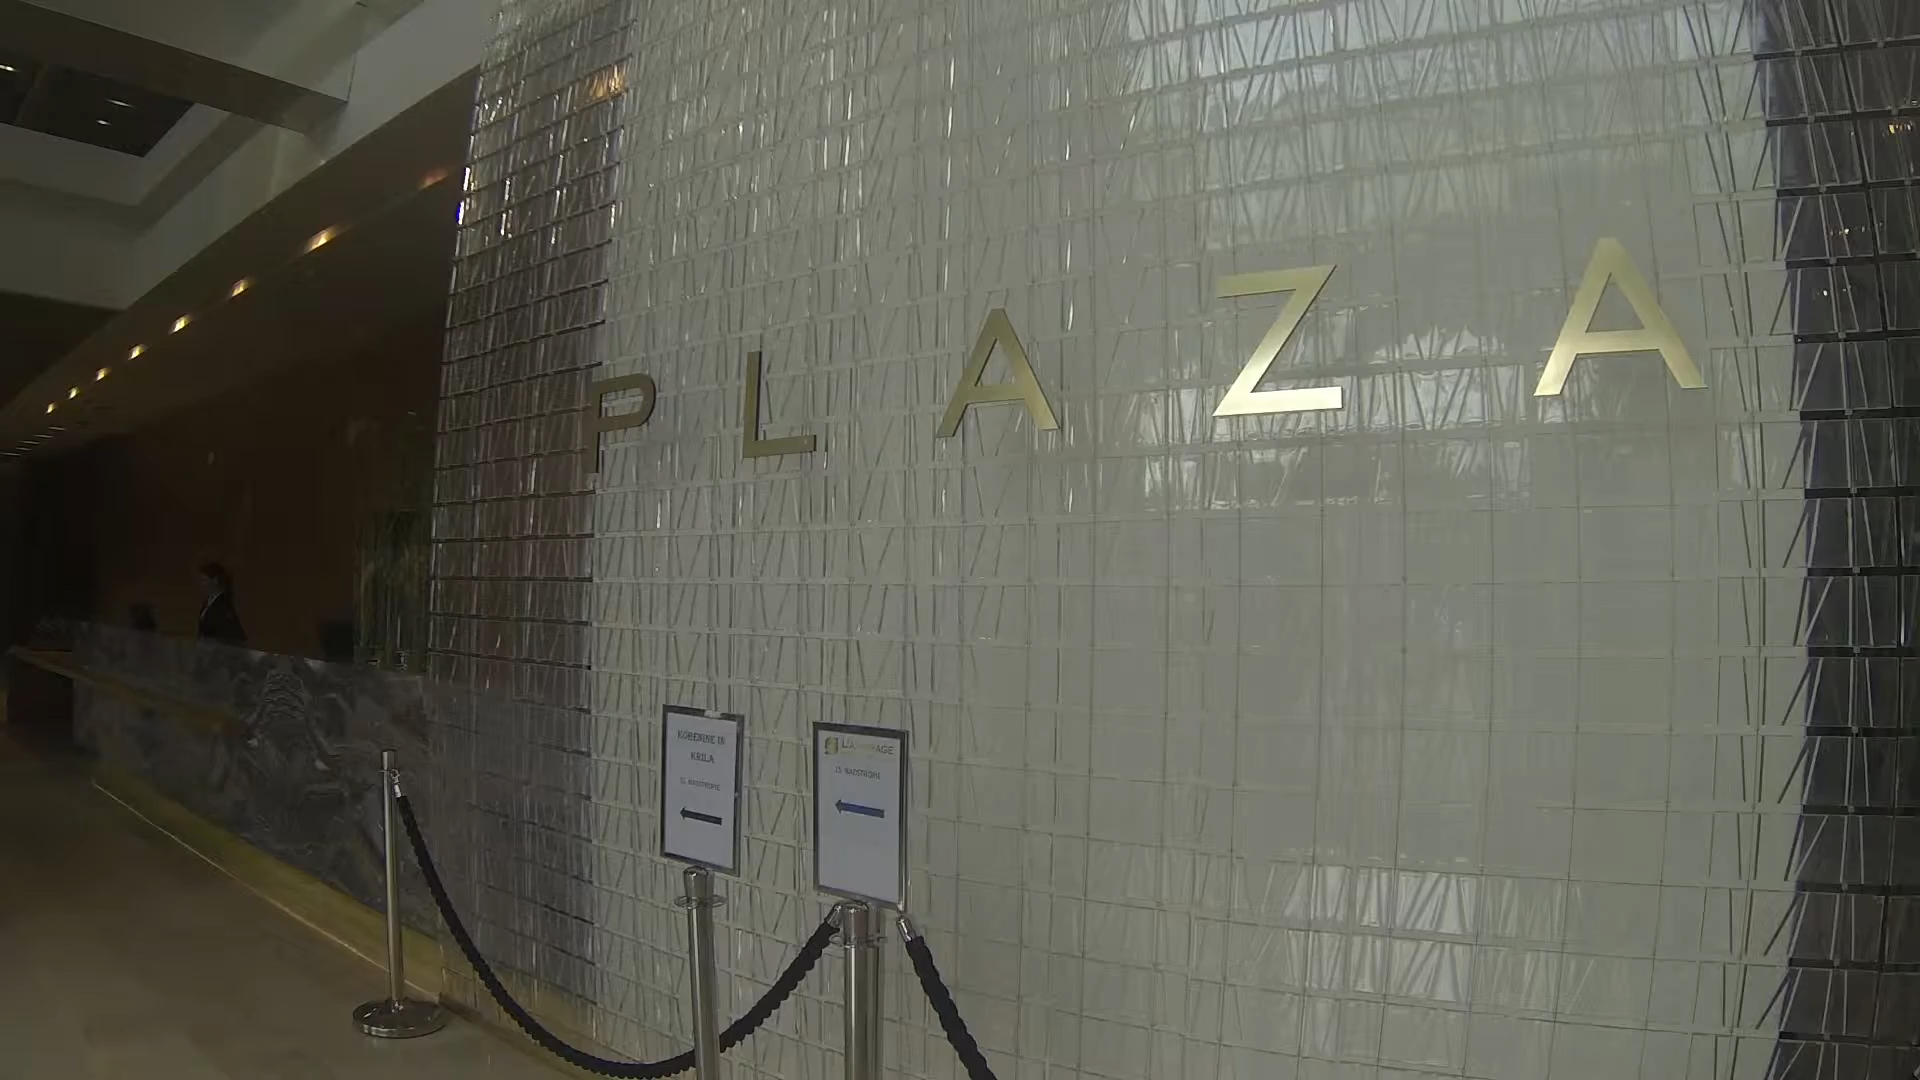 PLAZA
KORENINE IN
KRILA
15. NADSTROPJE
15. NADSTROPJE